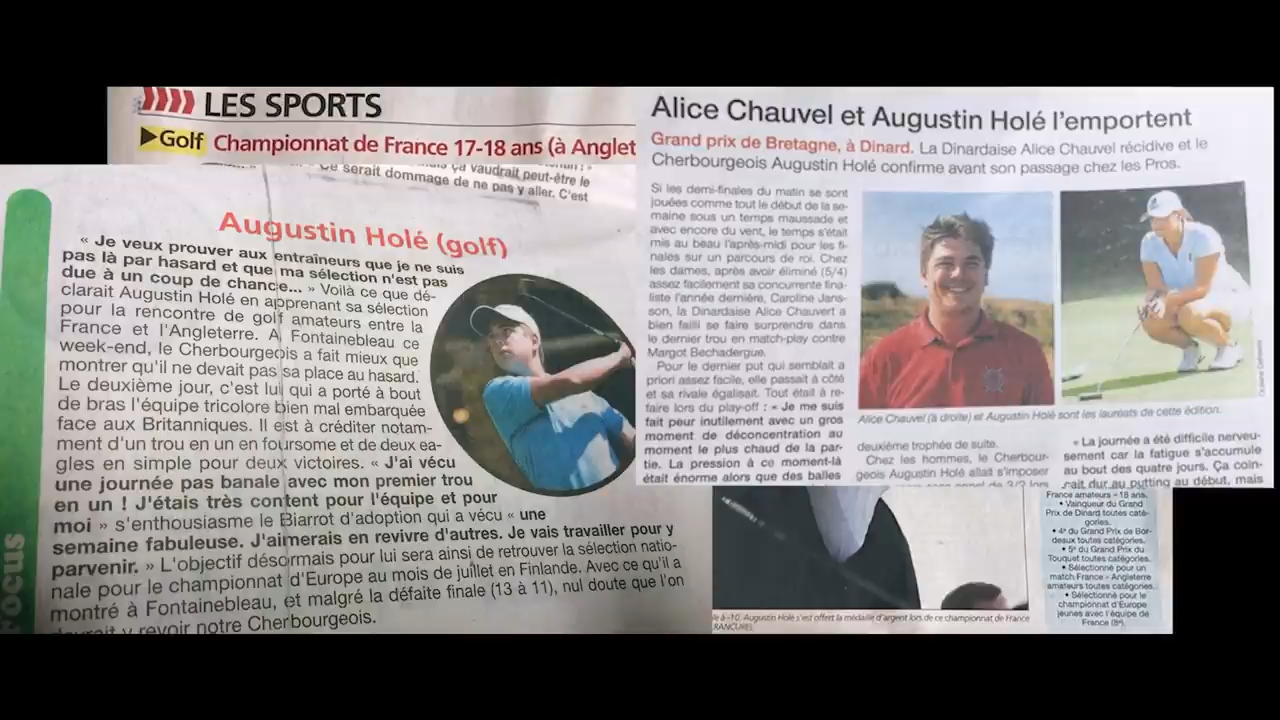 LES SPORTS
Golf Championnat de France 17-18 ans (à Anglet
ça vaudrait peut-être le
serait dommage de ne pas y aller. C'est
Augustin Holé (golf)
« Je veux prouver aux entraîneurs que je ne suis
pas là par hasard et que ma sélection n'est pas
due à un coup de chance... » Voilà ce que dé-
clarait Augustin Holé en apprenant sa sélection
pour la rencontre de golf amateurs entre la
France et l'Angleterre. A Fontainebleau ce
week-end, le Cherbourgeois a fait mieux que
montrer qu'il ne devait pas sa place au hasard.
Le deuxième jour, c'est lui qui a porté à bout
de bras l'équipe tricolore bien mal embarquée
face aux Britanniques. Il est à créditer notam-
ment d'un trou en un en foursome et de deux ea-
gles en simple pour deux victoires. « J'ai vécu
une journée pas banale avec mon premier trou
en un ! J'étais très content pour l'équipe et pour
moi » s'enthousiasme le Biarrot d'adoption qui a vécu « une
semaine fabuleuse. J'aimerais en revivre d'autres. Je vais travailler pour y
parvenir. » L'objectif désormais pour lui sera ainsi de retrouver la sélection natio-
nale pour le championnat d'Europe au mois de juillet en Finlande. Avec ce qu'il a
montré à Fontainebleau, et malgré la défaite finale (13 à 11), nul doute que l'on
devrait y revoir notre Cherbourgeois.
Focus
Alice Chauvel et Augustin Holé l'emportent
Grand prix de Bretagne, à Dinard. La Dinardaise Alice Chauvel récidive et le
Cherbourgeois Augustin Holé confirme avant son passage chez les Pros.
Si les demi-finales du matin se sont
jouées comme tout le début de la se-
maine sous un temps maussade et
avec encore du vent, le temps s'était
mis au beau l'après-midi pour les fi-
nales sur un parcours de roi. Chez
les dames, après avoir éliminé (5/4)
assez facilement sa concurrente fina-
liste l'année dernière, Caroline Jans-
son, la Dinardaise Alice Chauvert a
bien failli se faire surprendre dans
le dernier trou en match-play contre
Margot Bechadergue.
Pour le dernier put qui semblait a
priori assez facile, elle passait à côté
et sa rivale égalisait. Tout était à re-
faire lors du play-off : « Je me suis
fait peur inutilement avec un gros
moment de déconcentration au
moment le plus chaud de la par-
tie. La pression à ce moment-là
était énorme alors que des balles
Alice Chauvel (à droite) et Augustin Holé sont les lauréats de cette édition.
deuxième trophée de suite.
Chez les hommes, le Cherbour-
geois Augustin Holé allait s'imposer
« La journée a été difficile nerveu-
sement car la fatigue s'accumule
au bout des quatre jours. Ça coin-
çait dur au putting au début, mais
France amateurs - 18 ans.
• Vainqueur du Grand
Prix de Dinard toutes caté-
gories.
• 4e du Grand Prix de Bor-
deaux toutes catégories.
• 5e du Grand Prix du
Touquet toutes catégories.
• Sélectionné pour un
match France - Angleterre
amateurs toutes catégories.
• Sélectionné pour le
championnat d'Europe
jeunes avec l'équipe de
France (8e).
à -10, Augustin Holé s'est offert la médaille d'argent lors de ce championnat de France
RANCUREL